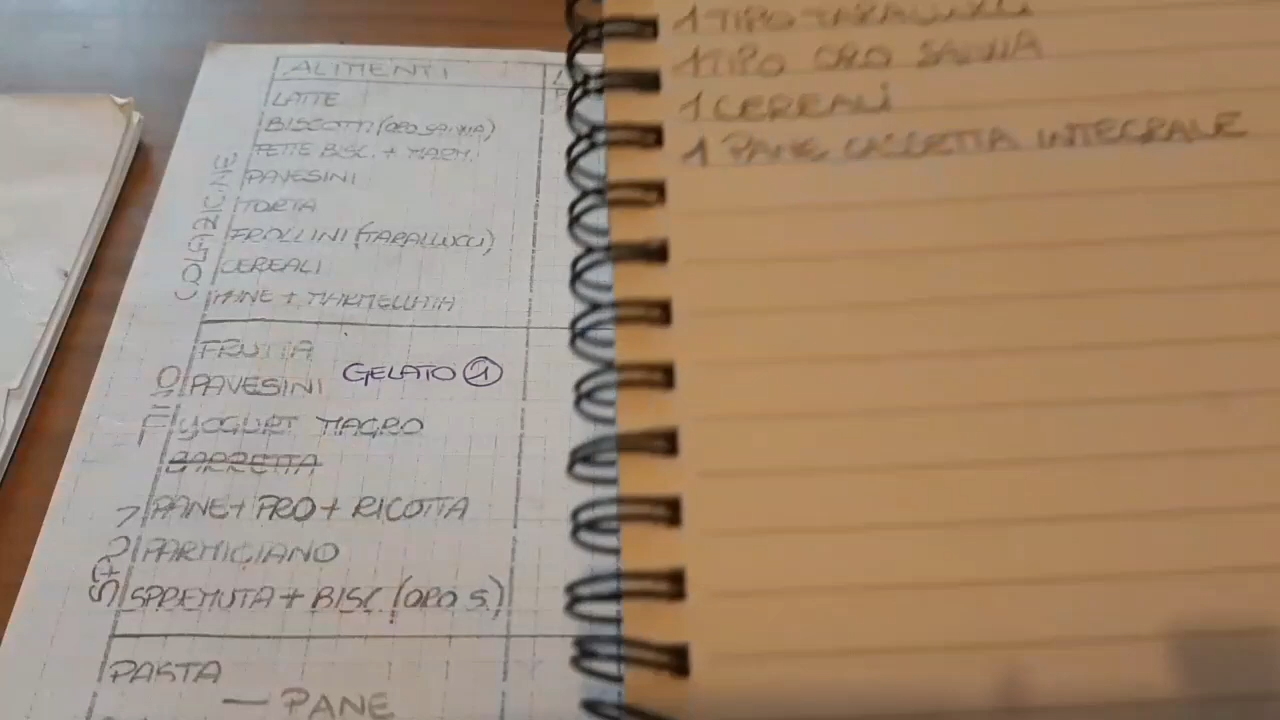 ALIMENTI
LATTE
BISCOTTI (ORO SAIWA)
FETTE BISC. + MARM.
PAVESINI
TORTA
FROLLINI (TARALLUCCI)
CEREALI
PANE + MARMELLATA
COLAZIONE
FRUTTA
PAVESINI GELATO 1
YOGURT MAGRO
BARRETTA
PANE + PRO + RICOTTA
PARMIGIANO
SPREMUTA + BISC (ORO S.)
PASTA
— PANE
1 TIPO TARALLUCCI
1 TIPO ORO SAIWA
1 CEREALI
1 PANE CASSETTA INTEGRALE